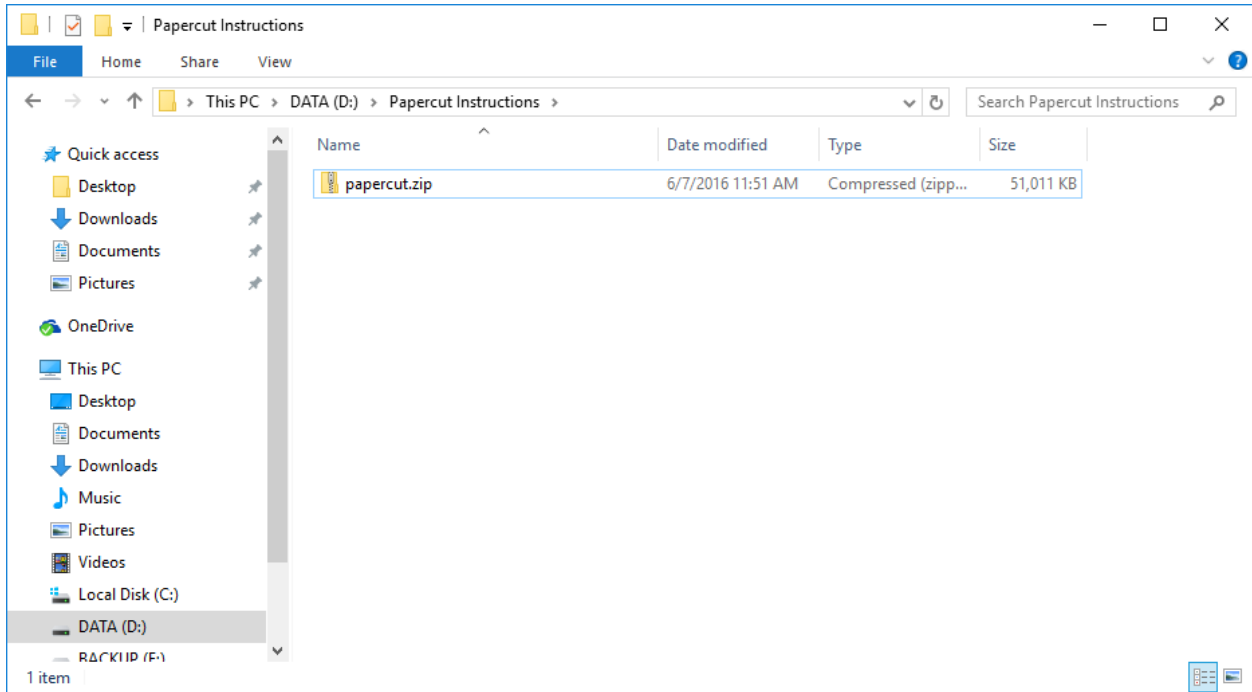 Papercut Instructions
File Home Share View
This PC > DATA (D:) > Papercut Instructions >
Search Papercut Instructions
Name Date modified Type Size
papercut.zip 6/7/2016 11:51 AM Compressed (zipp... 51,011 KB
Quick access
Desktop
Downloads
Documents
Pictures
OneDrive
This PC
Desktop
Documents
Downloads
Music
Pictures
Videos
Local Disk (C:)
DATA (D:)
BACKUP (E:)
1 item